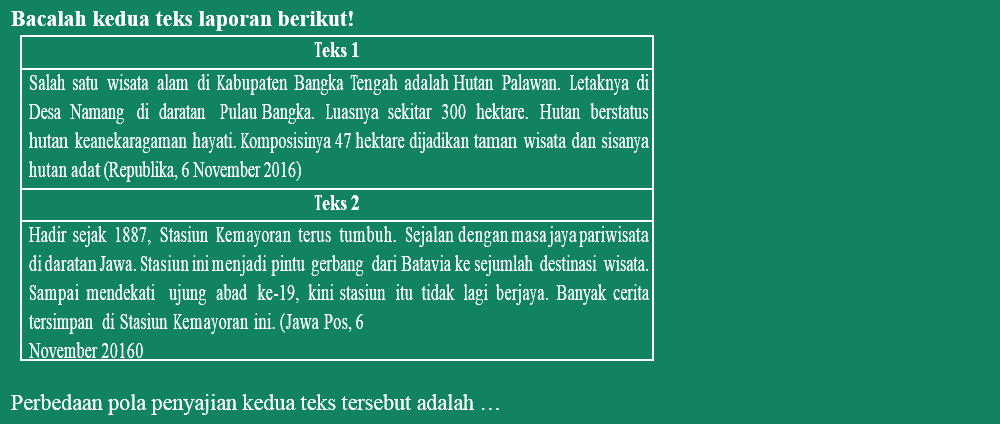 Bacalah kedua teks laporan berikut!
Teks 1
Salah satu wisata alam di Kabupaten Bangka Tengah adalah Hutan Palawan. Letaknya di
Desa Namang di daratan Pulau Bangka. Luasnya sekitar 300 hektare. Hutan berstatus
hutan keanekaragaman hayati. Komposisinya 47 hektare dijadikan taman wisata dan sisanya
hutan adat (Republika, 6 November 2016)
Teks 2
Hadir sejak 1887, Stasiun Kemayoran terus tumbuh. Sejalan dengan masa jaya pariwisata
di daratan Jawa. Stasiun ini menjadi pintu gerbang dari Batavia ke sejumlah destinasi wisata.
Sampai mendekati ujung abad ke-19, kini stasiun itu tidak lagi berjaya. Banyak cerita
tersimpan di Stasiun Kemayoran ini. (Jawa Pos, 6
November 20160
Perbedaan pola penyajian kedua teks tersebut adalah …